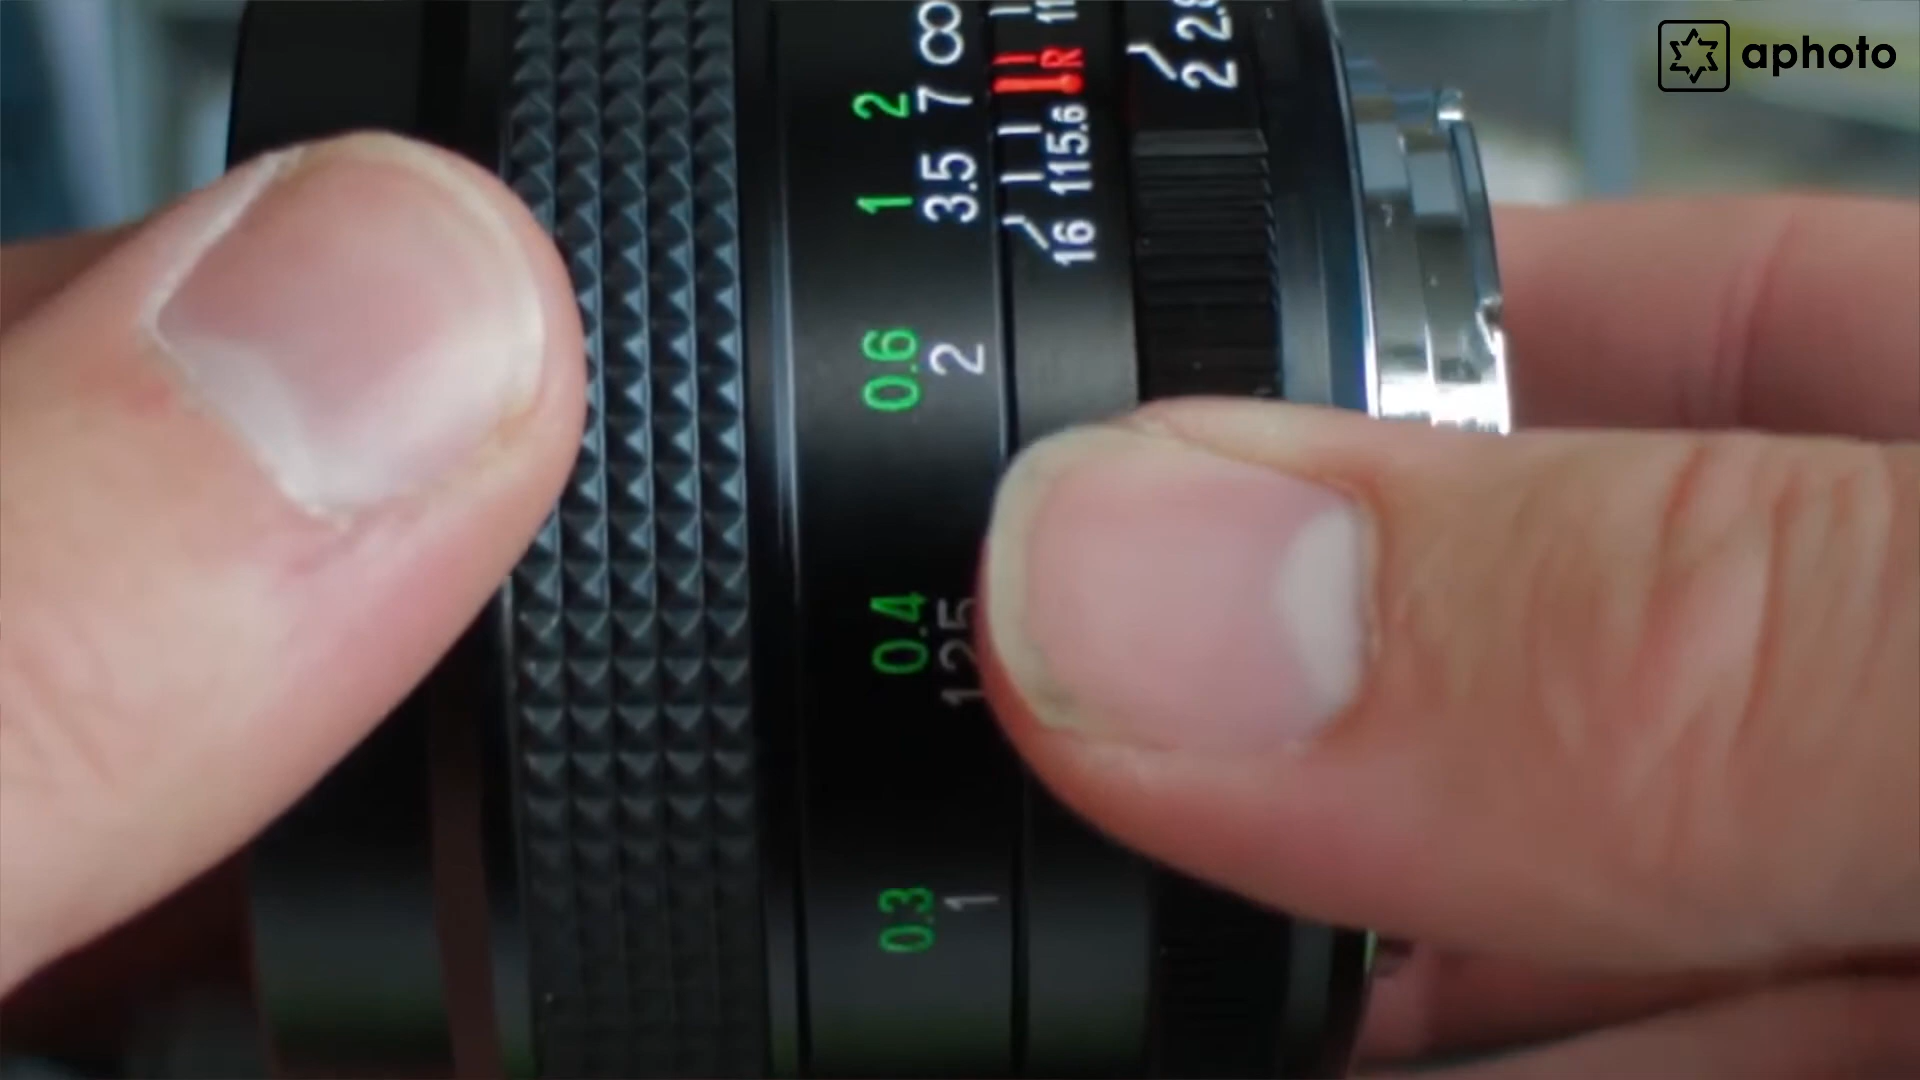 aphoto
2 1 0.6 0.4 0.3
∞ 7 3.5 2 1.25 1
R
11 5.6
16
2.8
2